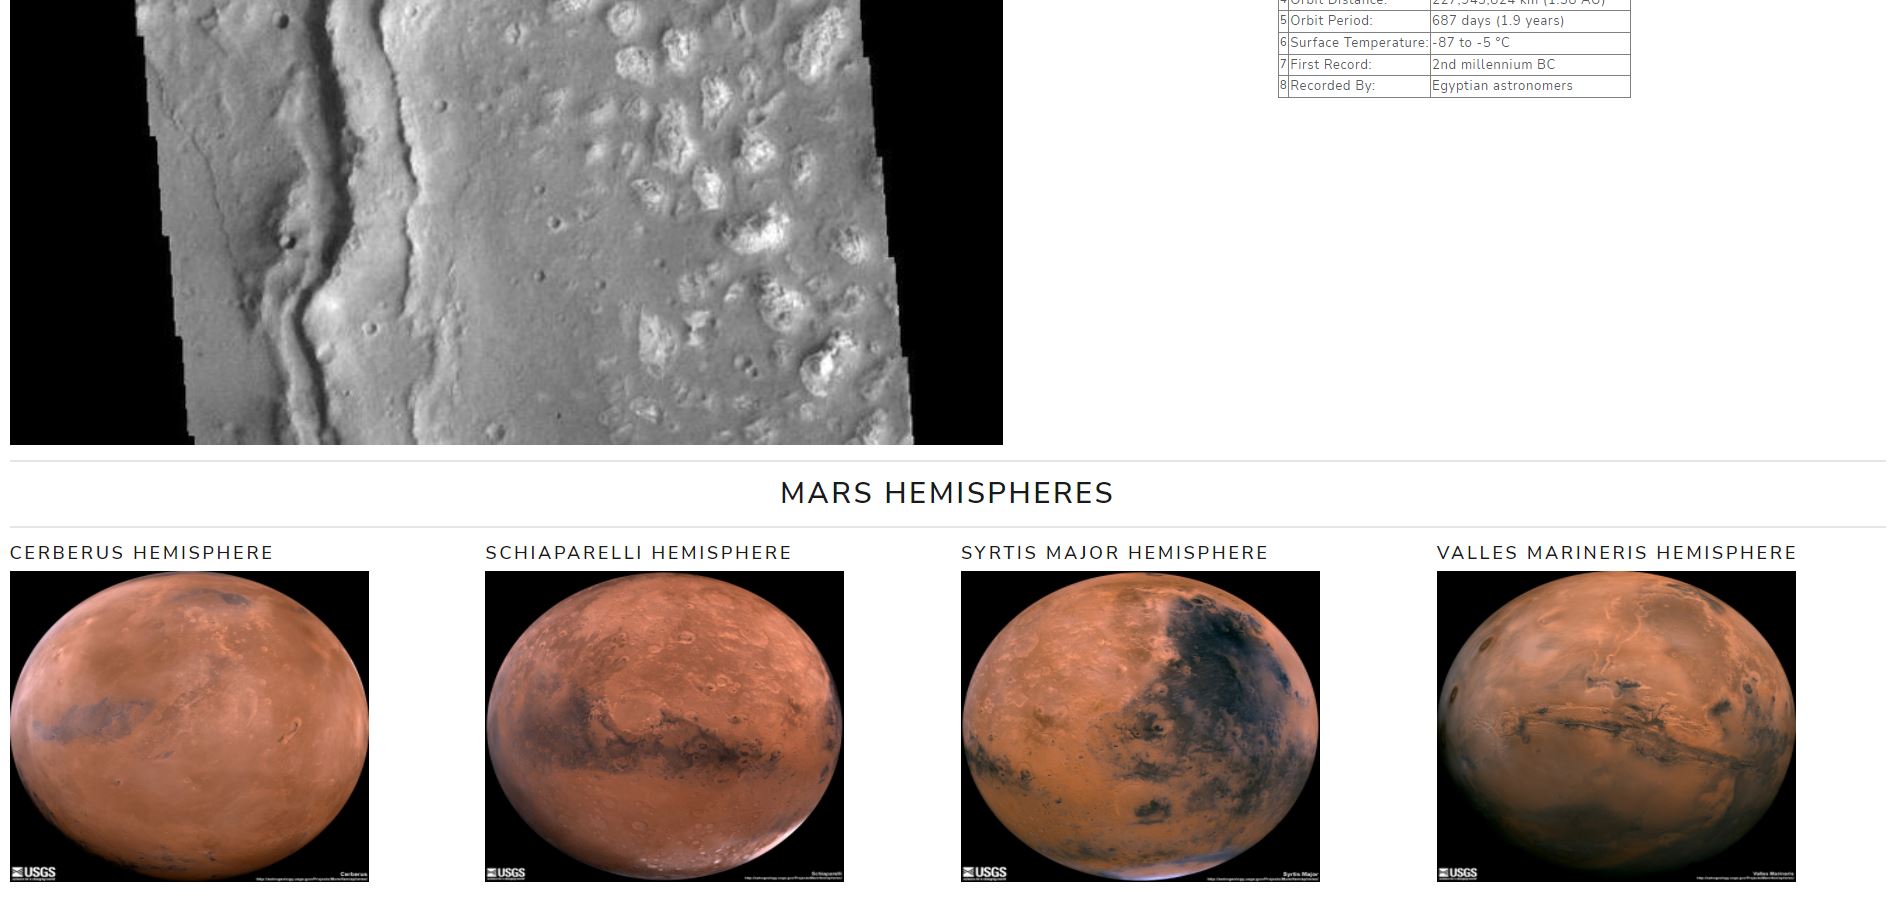 4 Orbit Distance: 227,943,824 km (1.38 AU)
5 Orbit Period: 687 days (1.9 years)
6 Surface Temperature: -87 to -5 °C
7 First Record: 2nd millennium BC
8 Recorded By: Egyptian astronomers
MARS HEMISPHERES
CERBERUS HEMISPHERE
SCHIAPARELLI HEMISPHERE
SYRTIS MAJOR HEMISPHERE
VALLES MARINERIS HEMISPHERE
USGS
Cerberus
USGS
Schiaparelli
USGS
Syrtis Major
USGS
Valles Marineris